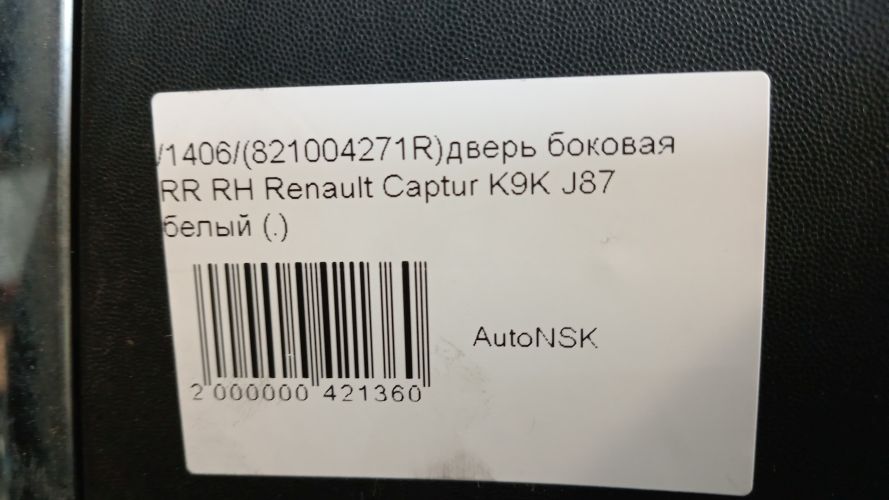 /1406/(821004271R)дверь боковая
RR RH Renault Captur K9K J87
белый (.)
AutoNSK
2 000000 421360